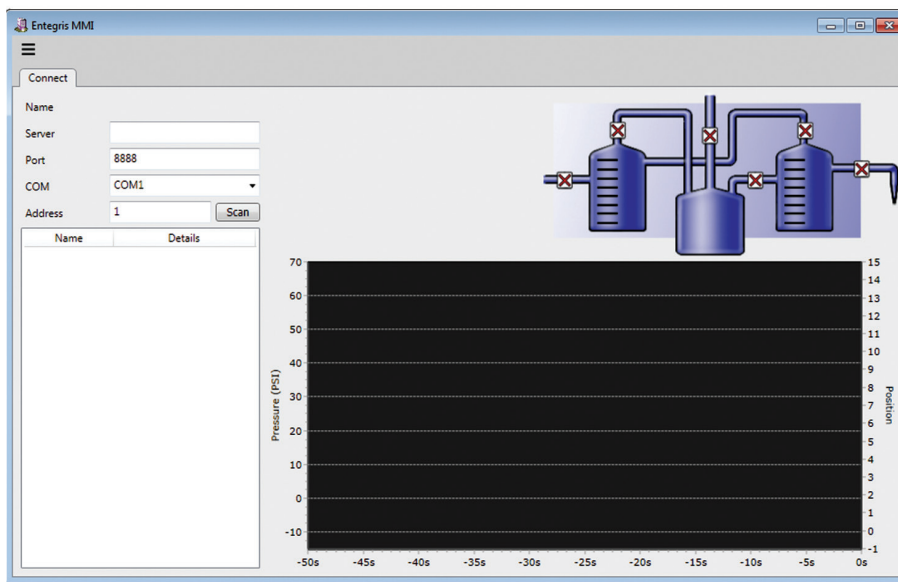 Entegris MMI
Connect
Name
Server
Port 8888
COM COM1
Address 1 Scan
Name Details
70
60
50
40
30
20
10
0
-10
Pressure (PSI)
15
14
13
12
11
10
9
8
7
6
5
4
3
2
1
0
-1
Position
-50s -45s -40s -35s -30s -25s -20s -15s -10s -5s 0s